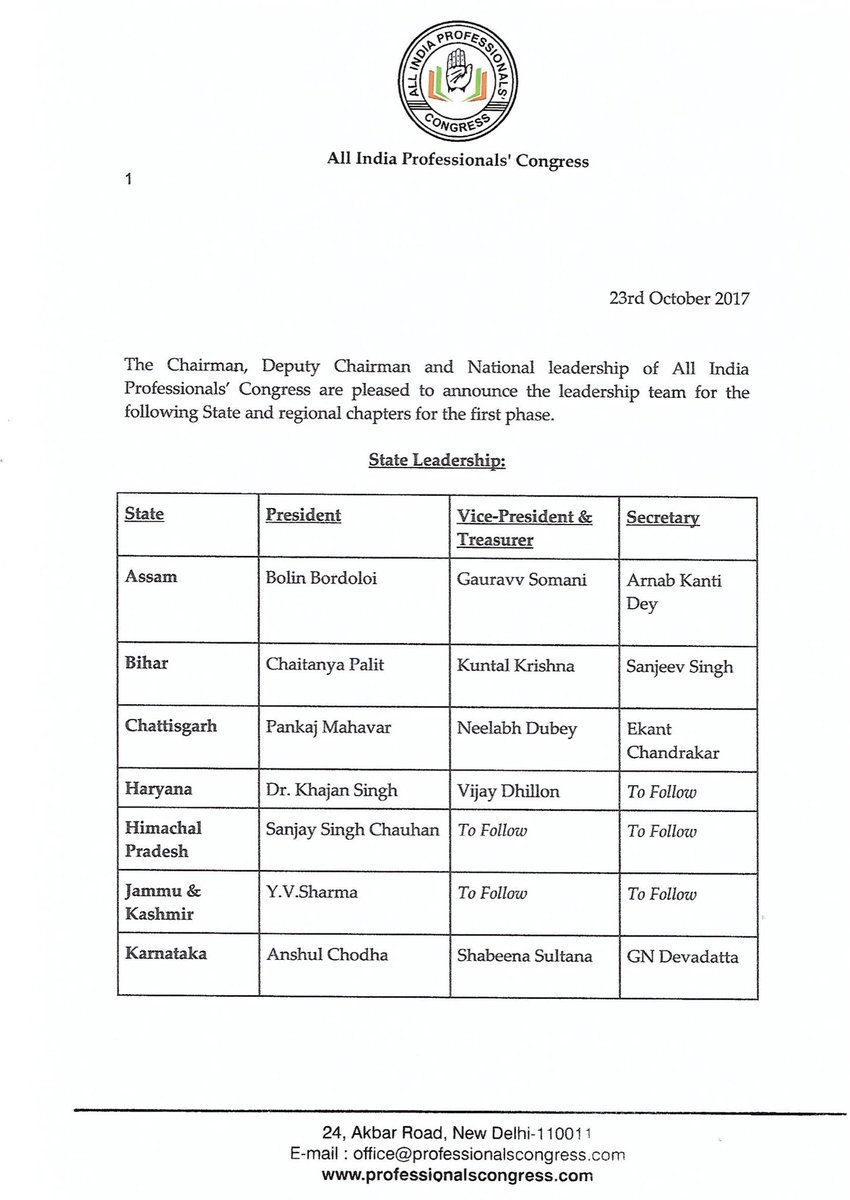 ALL INDIA PROFESSIONALS' CONGRESS
All India Professionals' Congress
1
23rd October 2017
The Chairman, Deputy Chairman and National leadership of All India
Professionals' Congress are pleased to announce the leadership team for the
following State and regional chapters for the first phase.
State Leadership:
State President Vice-President & Treasurer Secretary
Assam Bolin Bordoloi Gauravv Somani Arnab Kanti Dey
Bihar Chaitanya Palit Kuntal Krishna Sanjeev Singh
Chattisgarh Pankaj Mahavar Neelabh Dubey Ekant Chandrakar
Haryana Dr. Khajan Singh Vijay Dhillon To Follow
Himachal Pradesh Sanjay Singh Chauhan To Follow To Follow
Jammu & Kashmir Y.V.Sharma To Follow To Follow
Karnataka Anshul Chodha Shabeena Sultana GN Devadatta
24, Akbar Road, New Delhi-110011
E-mail : office@professionalscongress.com
www.professionalscongress.com